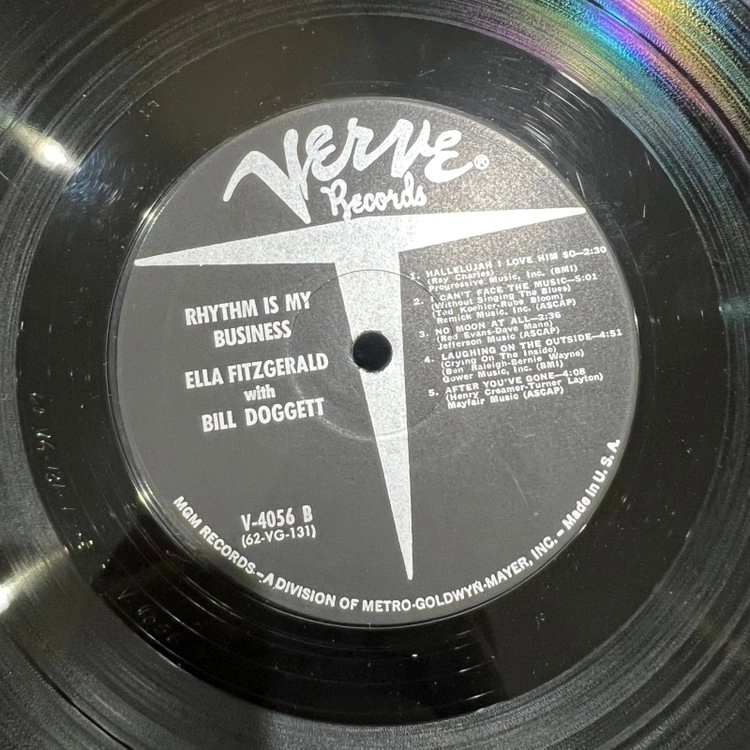 VERVE®
Records
RHYTHM IS MY
BUSINESS
ELLA FITZGERALD
with
BILL DOGGETT
V-4056 B
(62-VG-131)
1. HALLELUJAH I LOVE HIM SO—2:30
(Ray Charles)
Progressive Music, Inc. (BMI)
2. I CAN'T FACE THE MUSIC—5:01
(Without Singing The Blues)
(Ted Koehler-Rube Bloom)
Remick Music, Inc. (ASCAP)
3. NO MOON AT ALL—2:36
(Red Evans-Dave Mann)
Jefferson Music (ASCAP)
4. LAUGHING ON THE OUTSIDE—4:51
(Crying On The Inside)
(Ben Raleigh-Bernie Wayne)
Gower Music, Inc. (BMI)
5. AFTER YOU'VE GONE—4:08
(Henry Creamer-Turner Layton)
Mayfair Music (ASCAP)
MGM RECORDS—A DIVISION OF METRO-GOLDWYN-MAYER, INC. – Made in U. S. A.
V 4056